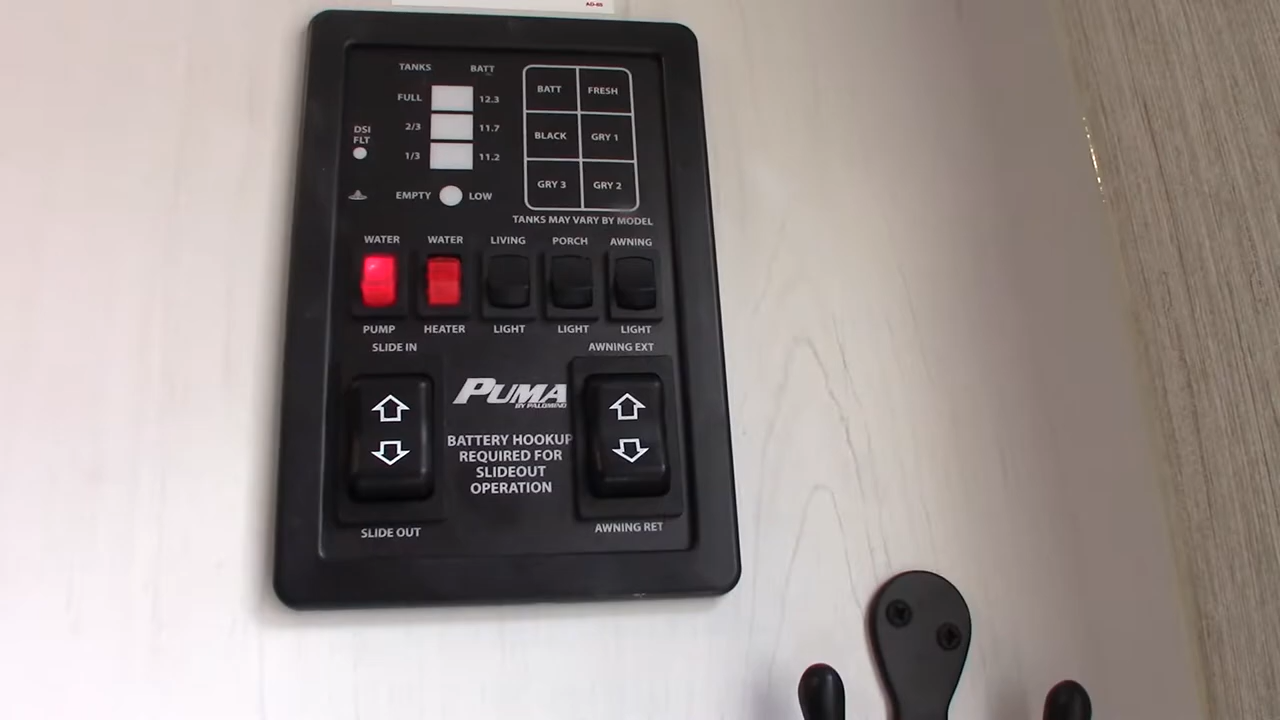 AD-65
TANKS BATT
FULL 12.3
2/3 11.7
1/3 11.2
EMPTY LOW
DSI
FLT
BATT FRESH
BLACK GRY 1
GRY 3 GRY 2
TANKS MAY VARY BY MODEL
WATER WATER LIVING PORCH AWNING
PUMP HEATER LIGHT LIGHT LIGHT
SLIDE IN AWNING EXT
PUMA
BY PALOMINO
BATTERY HOOKUP
REQUIRED FOR
SLIDEOUT
OPERATION
SLIDE OUT AWNING RET